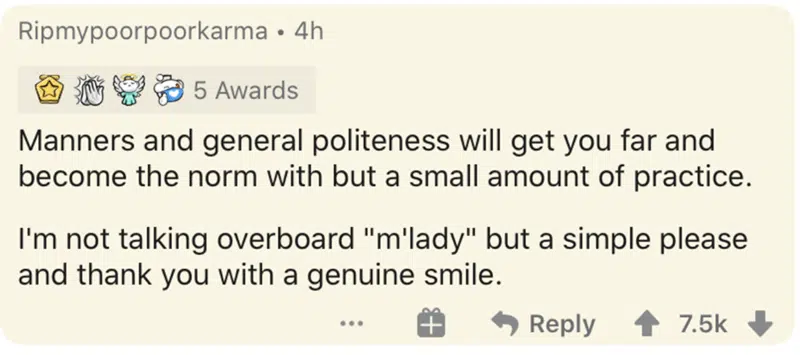 Ripmypoorpoorkarma • 4h
5 Awards
Manners and general politeness will get you far and
become the norm with but a small amount of practice.
I'm not talking overboard "m'lady" but a simple please
and thank you with a genuine smile.
Reply 7.5k